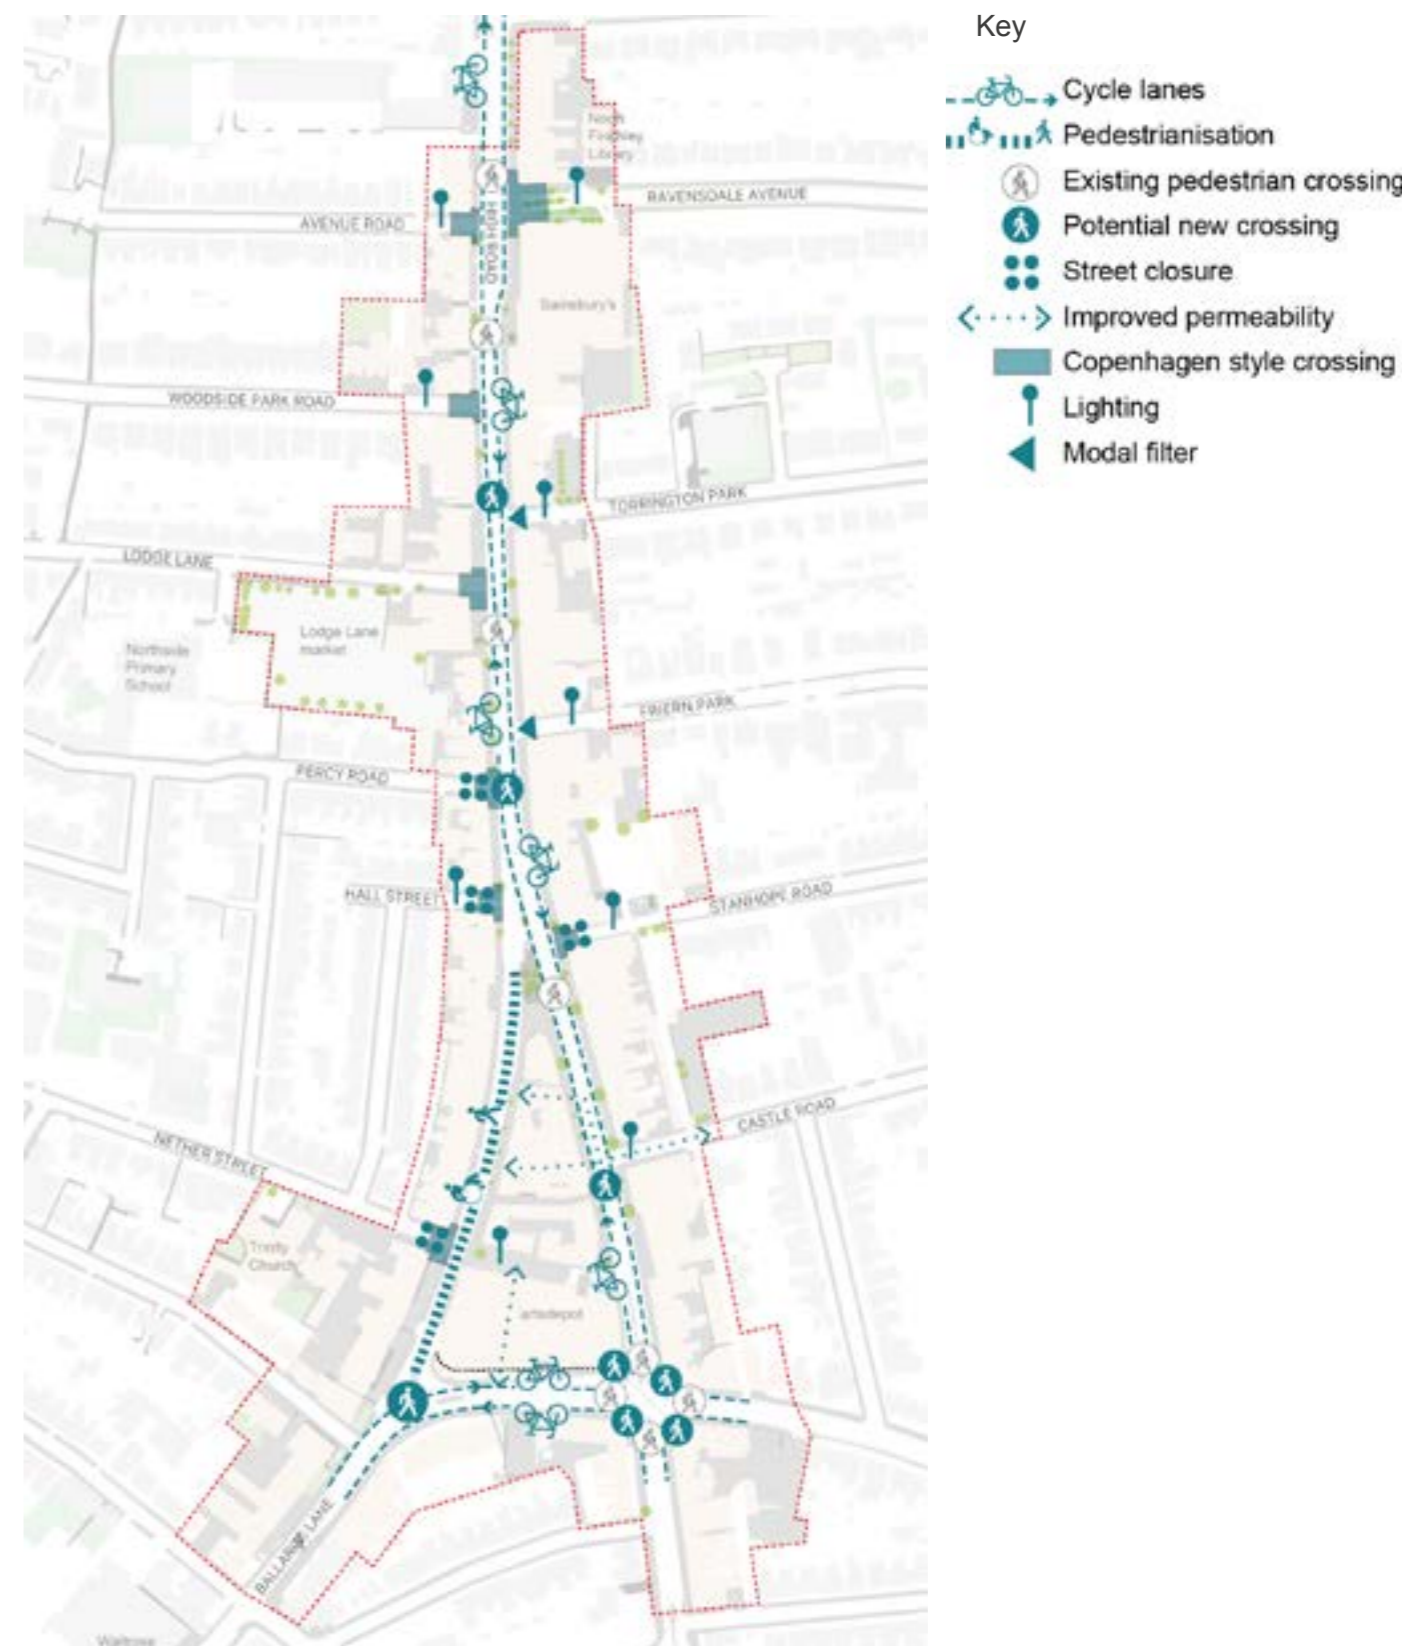 Key
Cycle lanes
Pedestrianisation
Existing pedestrian crossing
Potential new crossing
Street closure
Improved permeability
Copenhagen style crossing
Lighting
Modal filter
North
Finchley
Library
RAVENSDALE AVENUE
AVENUE ROAD
HIGH ROAD
Sainsbury's
WOODSIDE PARK ROAD
TORRINGTON PARK
LODGE LANE
Lodge Lane
market
Northside
Primary
School
FRIERN PARK
PERCY ROAD
HALL STREET
STANHOPE ROAD
CASTLE ROAD
NETHER STREET
Trinity
Church
artsdepot
BALLARDS LANE
Waitrose